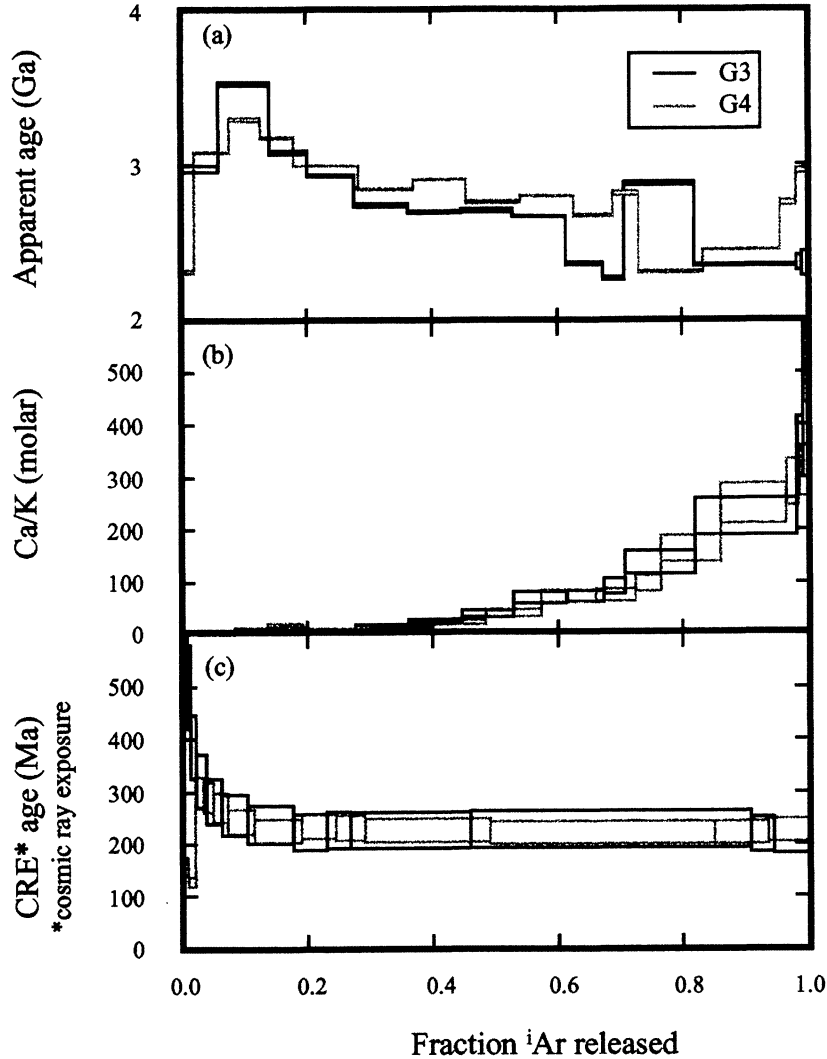 4
(a)
G3
G4
Apparent age (Ga)
3
2
(b)
500
400
300
200
100
0
Ca/K (molar)
(c)
500
400
300
200
100
0
CRE* age (Ma)
*cosmic ray exposure
0.0 0.2 0.4 0.6 0.8 1.0
Fraction ⁱAr released